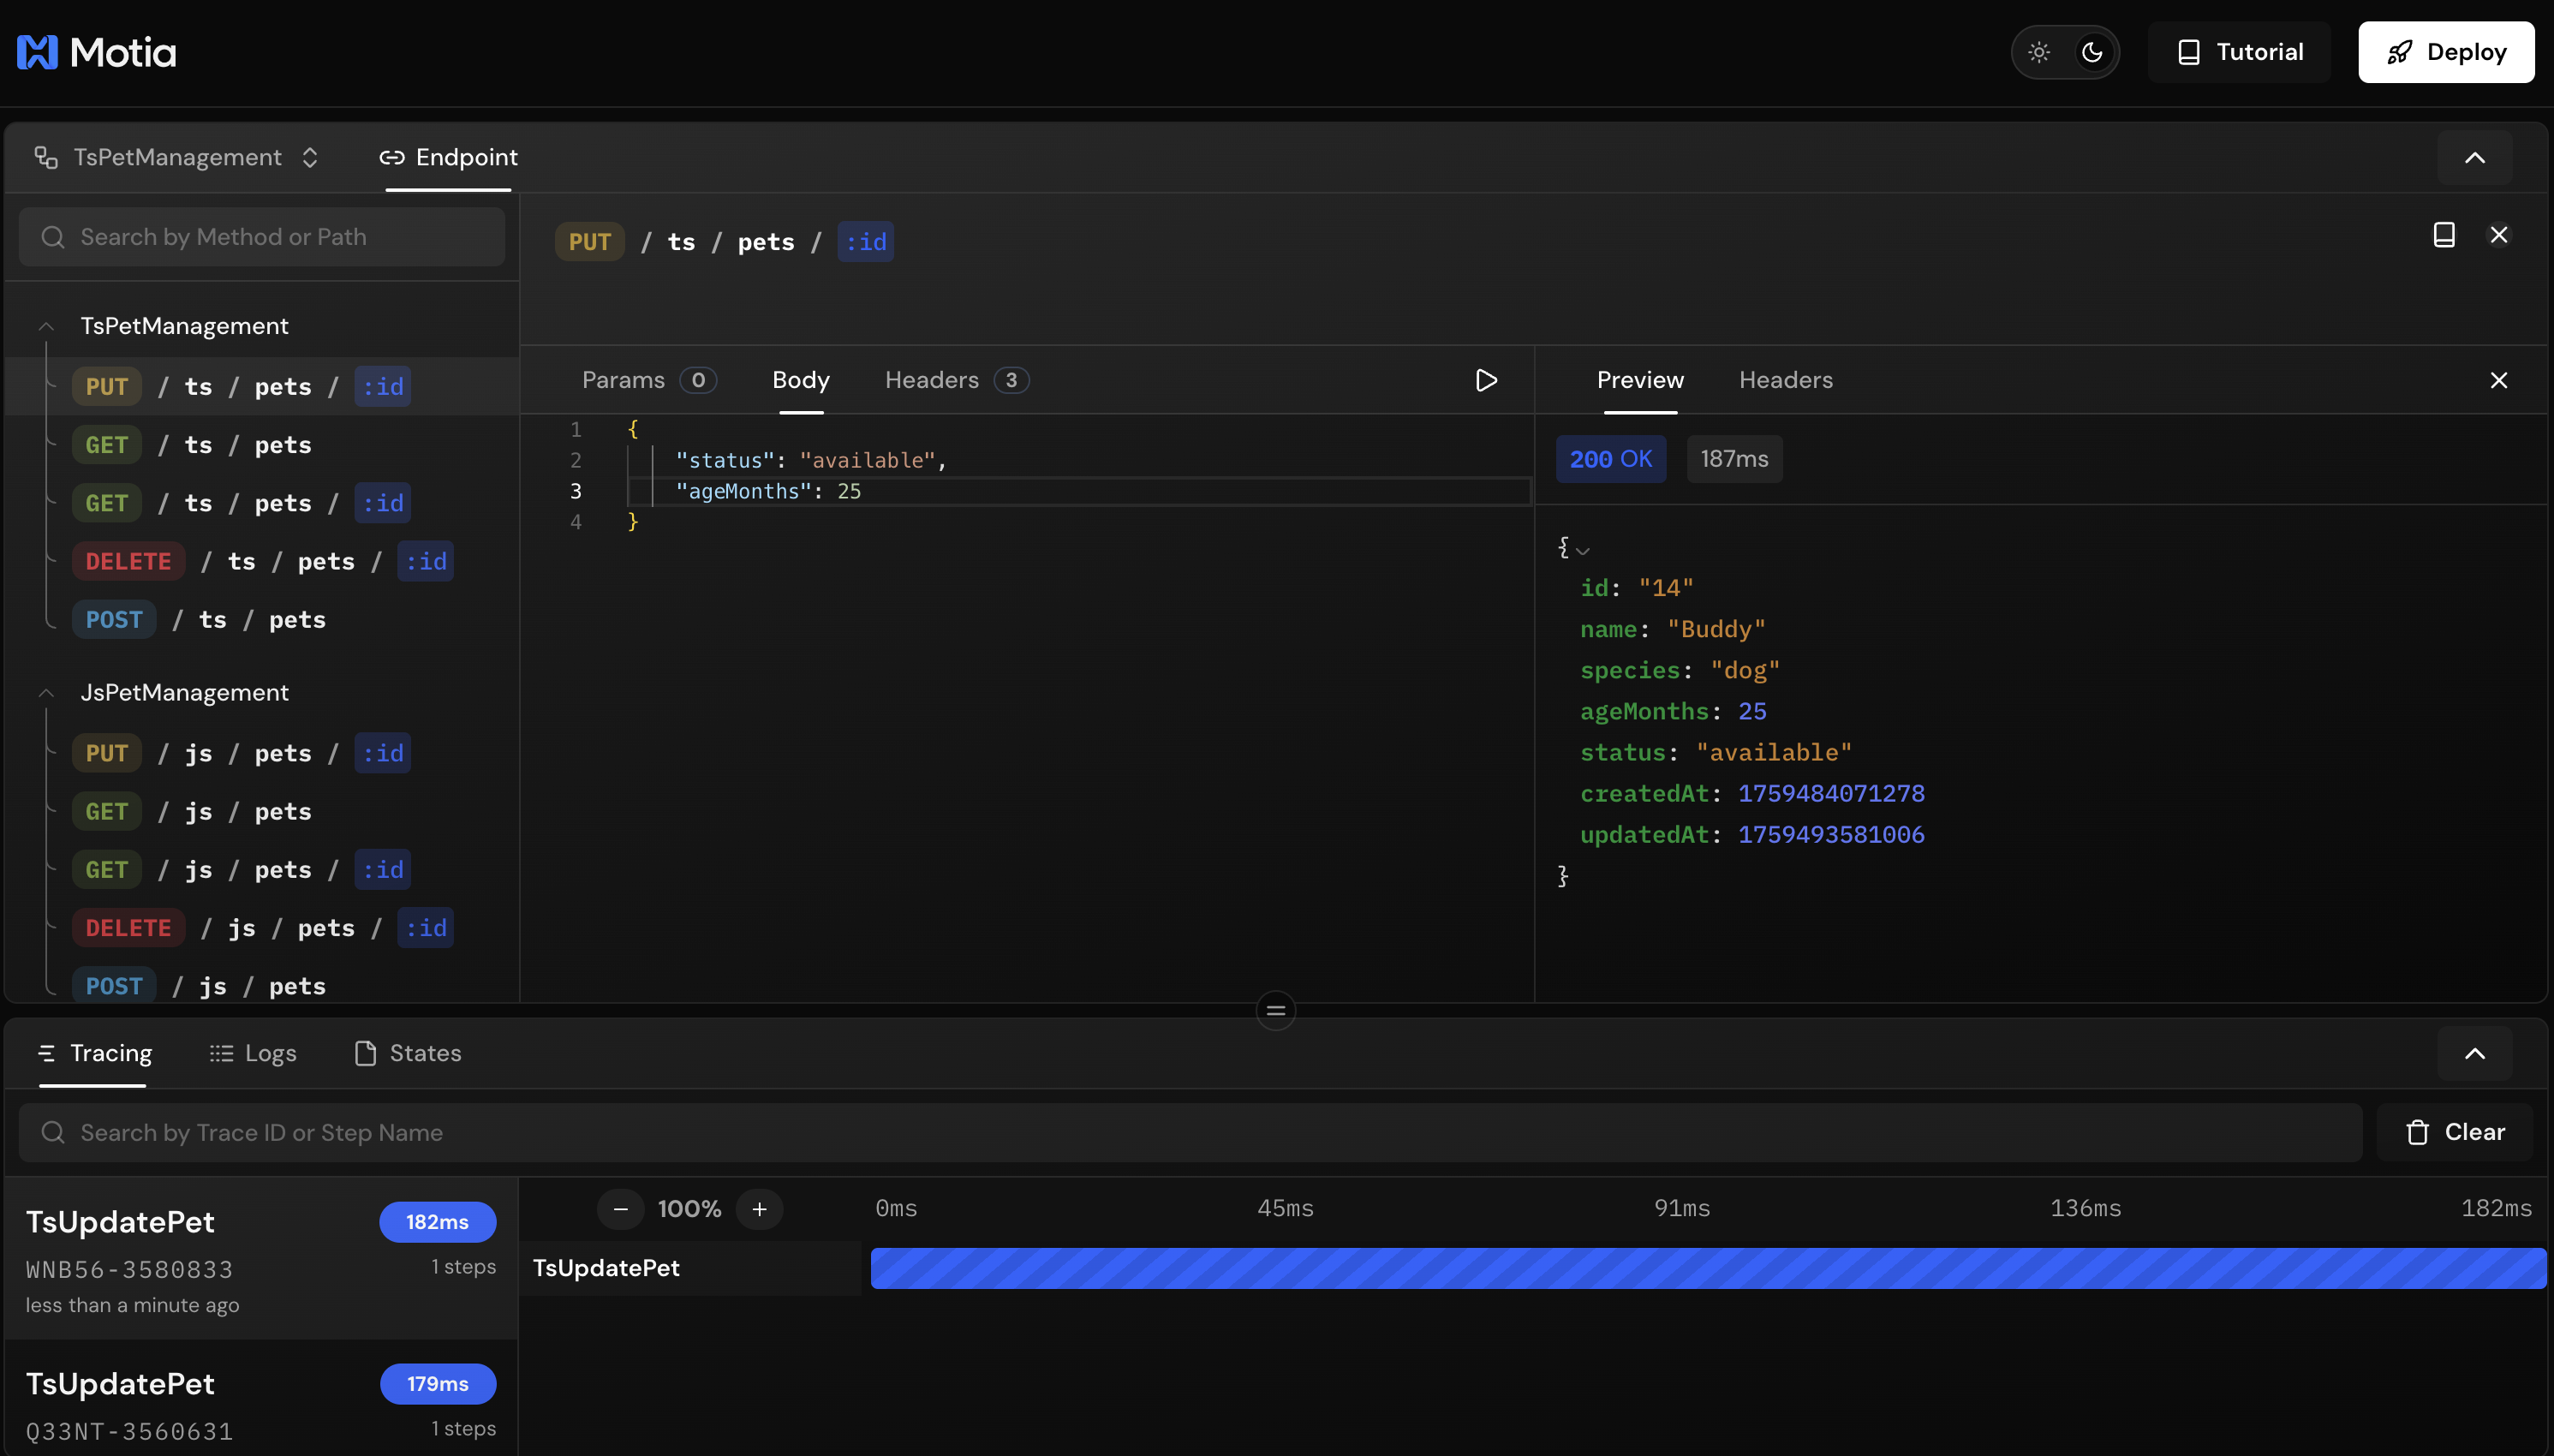 Motia
Tutorial
Deploy
TsPetManagement
Endpoint
Search by Method or Path
TsPetManagement
PUT / ts / pets / :id
GET / ts / pets
GET / ts / pets / :id
DELETE / ts / pets / :id
POST / ts / pets
JsPetManagement
PUT / js / pets / :id
GET / js / pets
GET / js / pets / :id
DELETE / js / pets / :id
POST / js / pets
PUT / ts / pets / :id
Params 0 Body Headers 3
1 {
2 "status": "available",
3 "ageMonths": 25
4 }
Preview Headers
200 OK 187ms
{
id: "14"
name: "Buddy"
species: "dog"
ageMonths: 25
status: "available"
createdAt: 1759484071278
updatedAt: 1759493581006
}
Tracing Logs States
Search by Trace ID or Step Name
Clear
TsUpdatePet 182ms
WNB56-3580833 1 steps
less than a minute ago
TsUpdatePet 179ms
Q33NT-3560631 1 steps
− 100% + 0ms 45ms 91ms 136ms 182ms
TsUpdatePet